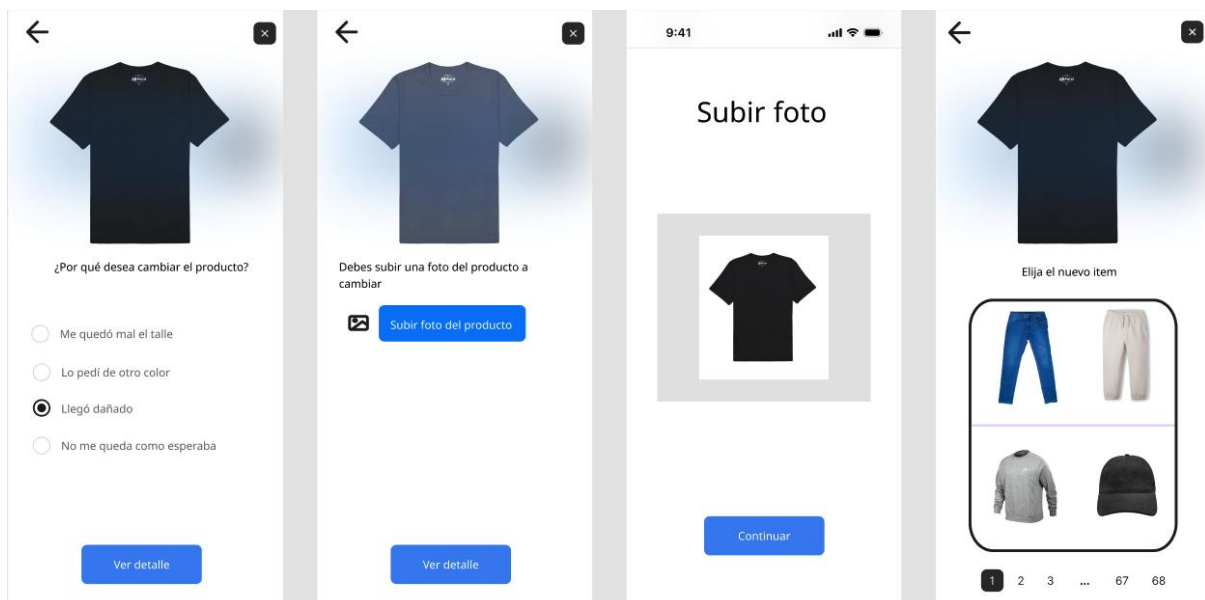 ¿Por qué desea cambiar el producto?
Me quedó mal el talle
Lo pedí de otro color
Llegó dañado
No me queda como esperaba
Ver detalle
Debes subir una foto del producto a
cambiar
Subir foto del producto
Ver detalle
9:41
Subir foto
Continuar
Elija el nuevo item
1 2 3 ... 67 68